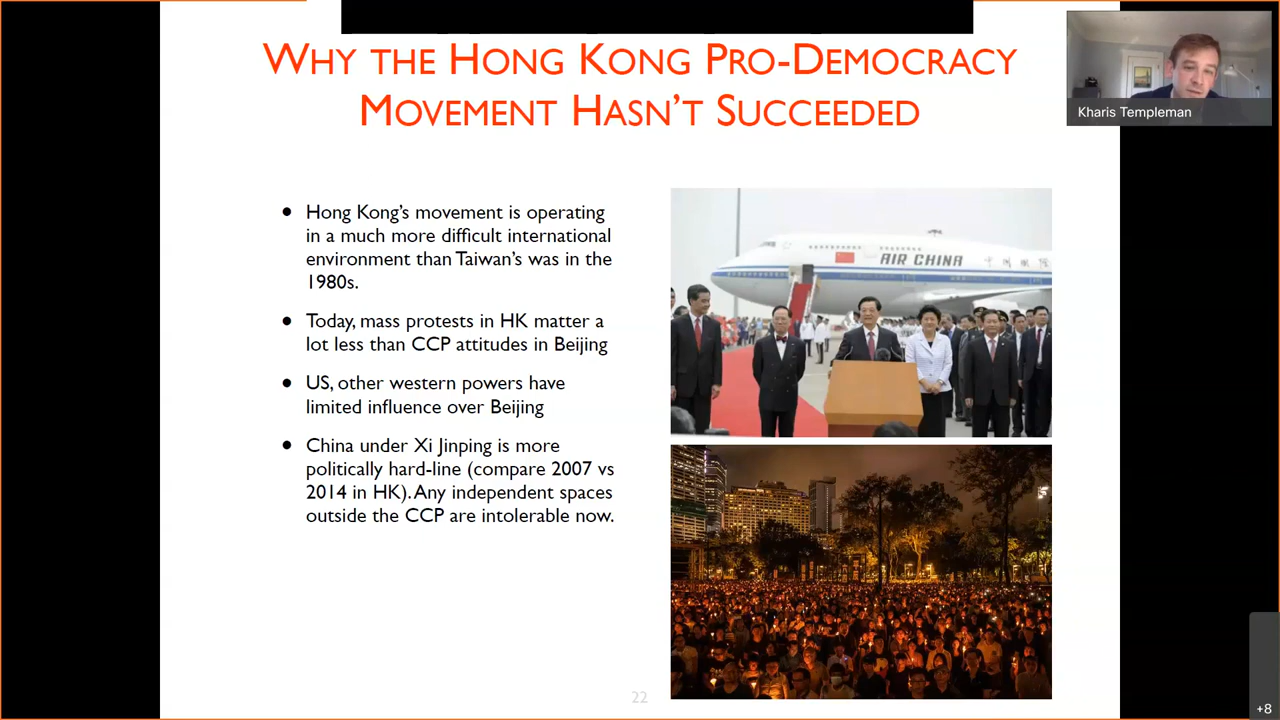 WHY THE HONG KONG PRO-DEMOCRACY
MOVEMENT HASN'T SUCCEEDED
Kharis Templeman
● Hong Kong's movement is operating
in a much more difficult international
environment than Taiwan's was in the
1980s.
● Today, mass protests in HK matter a
lot less than CCP attitudes in Beijing
● US, other western powers have
limited influence over Beijing
● China under Xi Jinping is more
politically hard-line (compare 2007 vs
2014 in HK). Any independent spaces
outside the CCP are intolerable now.
AIR CHINA
22
+8